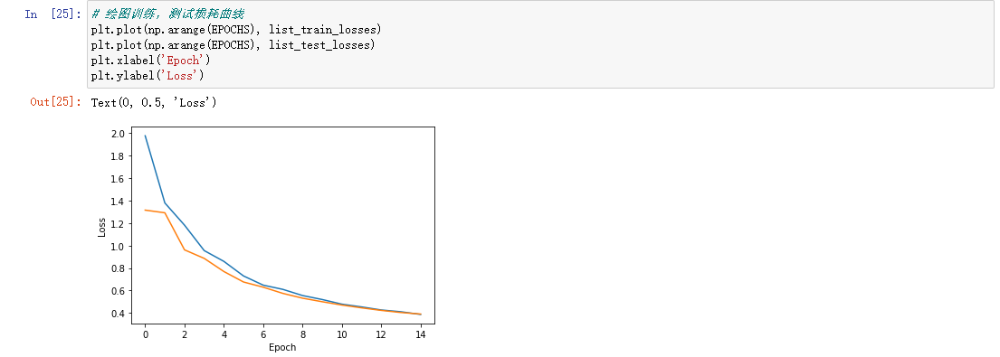 In [25]:
# 绘图训练，测试损耗曲线
plt.plot(np.arange(EPOCHS), list_train_losses)
plt.plot(np.arange(EPOCHS), list_test_losses)
plt.xlabel('Epoch')
plt.ylabel('Loss')
Out[25]:
Text(0, 0.5, 'Loss')
2.0
1.8
1.6
1.4
1.2
1.0
0.8
0.6
0.4
Loss
0 2 4 6 8 10 12 14
Epoch